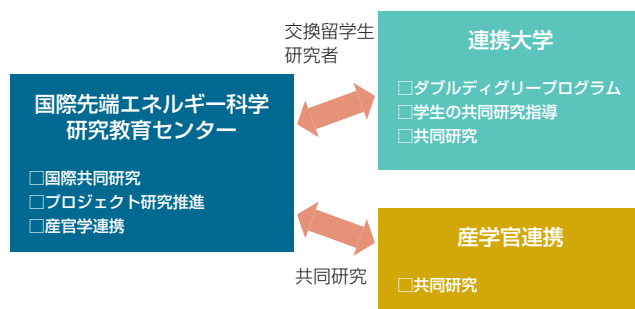 国際先端エネルギー科学
研究教育センター
□国際共同研究
□プロジェクト研究推進
□産官学連携
交換留学生
研究者
連携大学
□ダブルディグリープログラム
□学生の共同研究指導
□共同研究
共同研究
産学官連携
□共同研究